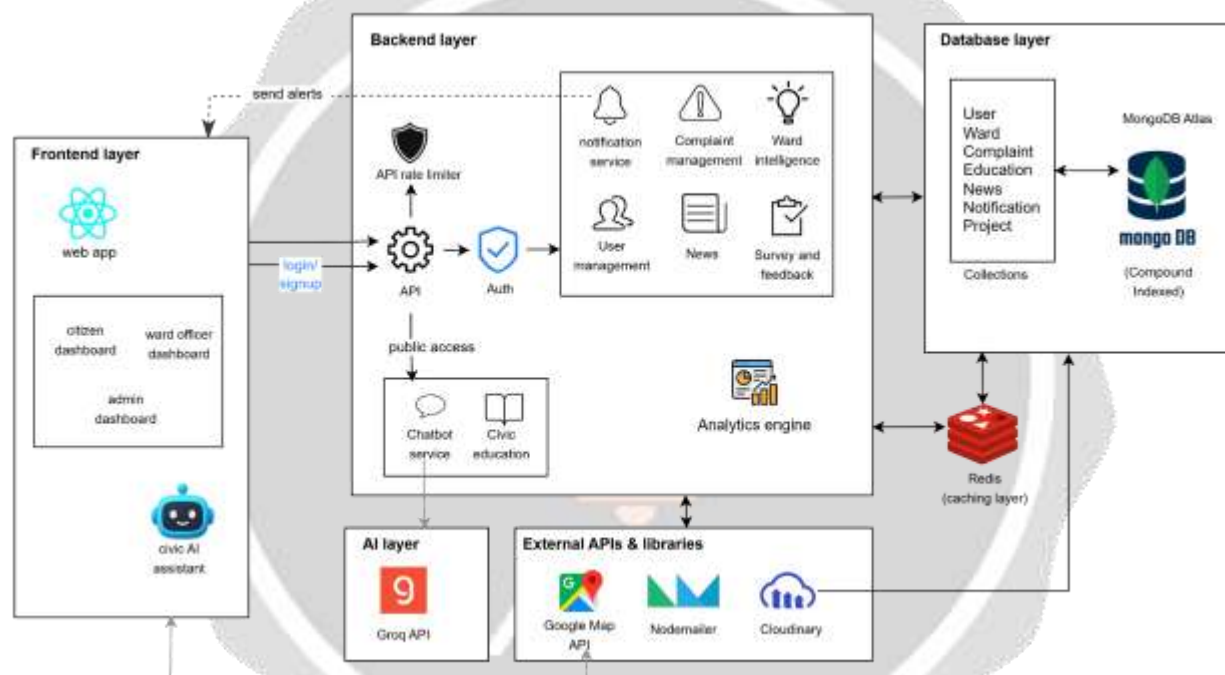 Backend layer
Database layer
send alerts
Frontend layer
web app
login/
signup
API rate limiter
API
Auth
notification
service
Complaint
management
Ward
intelligence
User
management
News
Survey and
feedback
User
Ward
Complaint
Education
News
Notification
Project
Collections
MongoDB Atlas
mongo DB
(Compound
Indexed)
citizen
dashboard
ward officer
dashboard
admin
dashboard
public access
Chatbot
service
Civic
education
Analytics engine
Redis
(caching layer)
civic AI
assistant
AI layer
g
Groq API
External APIs & libraries
G
Google Map
API
Nodemailer
Cloudinary